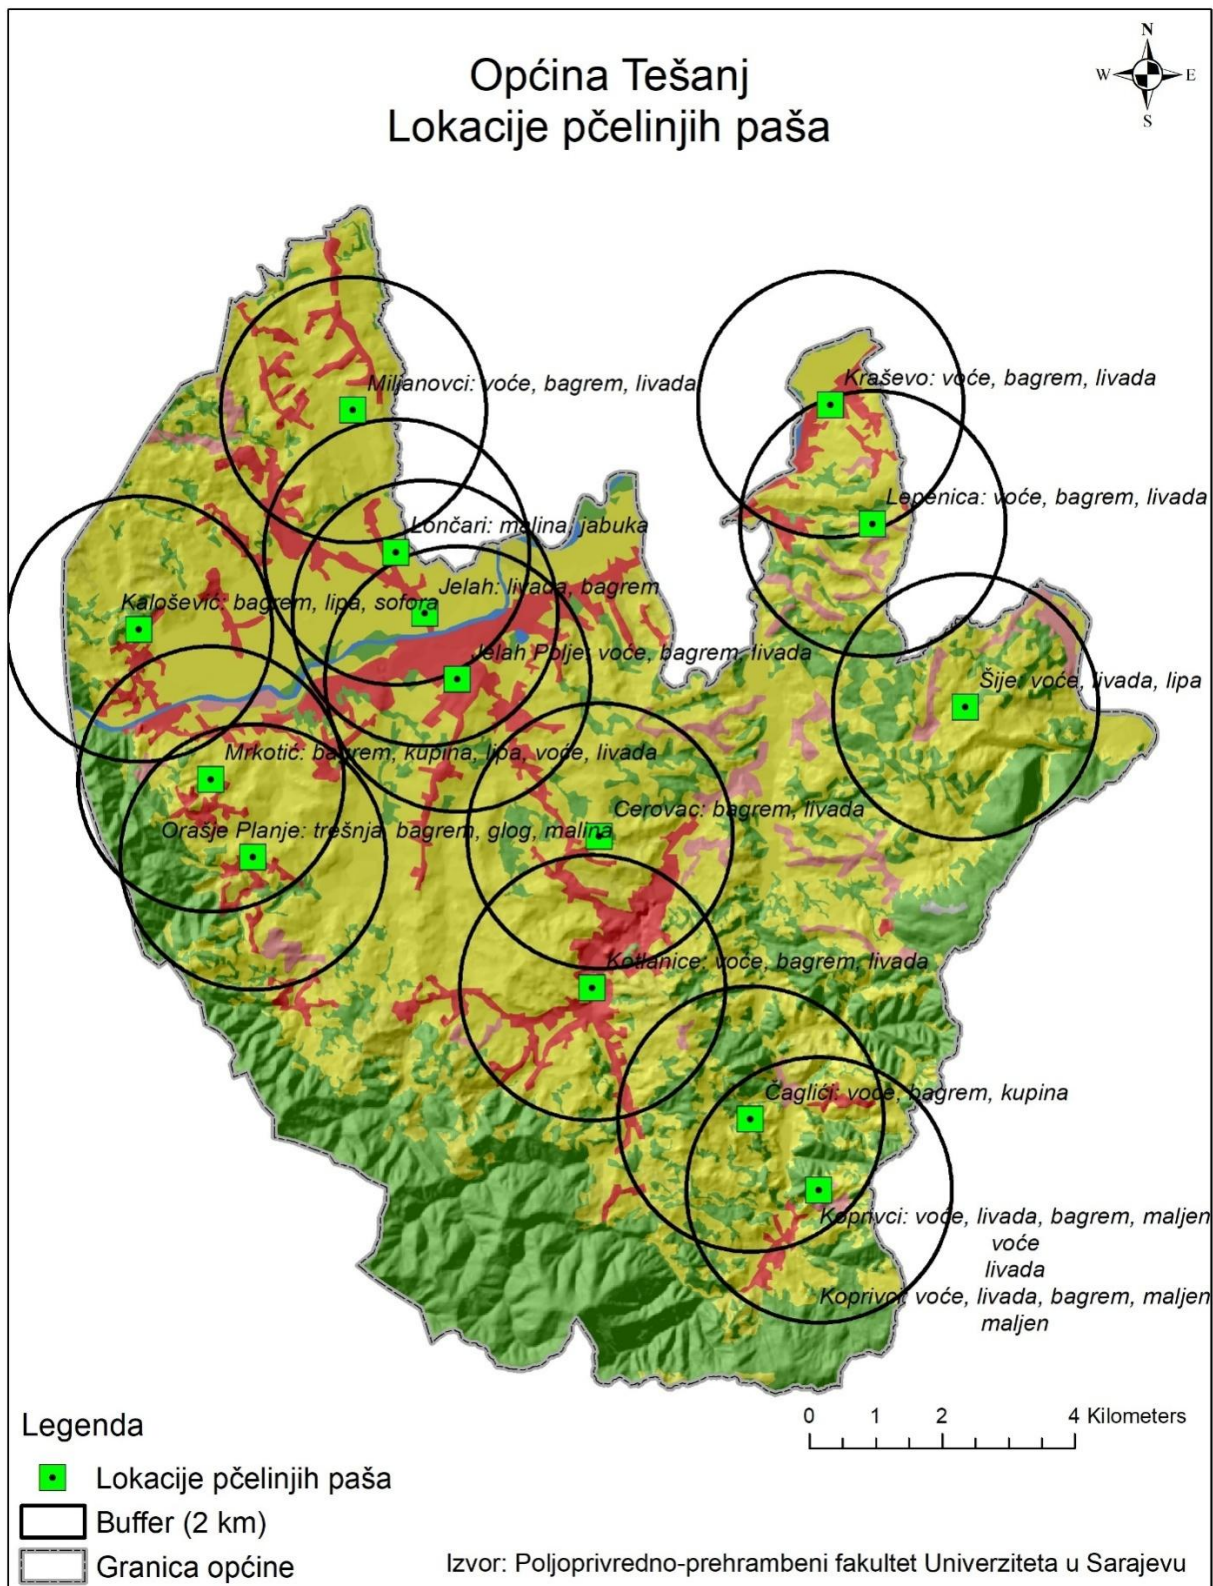 N
Općina Tešanj
W E
Lokacije pčelinjih paša
S
Miljanovci: voće, bagrem, livada
Kraševo: voće, bagrem, livada
Lepenica: voće, bagrem, livada
Lončari: malina, jabuka
Jelah: livada, bagrem
Kalošević: bagrem, lipa, sofora
Jelah Polje: voće, bagrem, livada
Šije: voće, livada, lipa
Mrkotić: bagrem, kupina, lipa, voće, livada
Cerovac: bagrem, livada
Orašje Planje: trešnja, bagrem, glog, malina
Kotlanice: voće, bagrem, livada
Čaglići: voće, bagrem, kupina
Koprivci: voće, livada, bagrem, maljen
voće
livada
Koprivci: voće, livada, bagrem, maljen
maljen
0 1 2 4 Kilometers
Legenda
Lokacije pčelinjih paša
Buffer (2 km)
Granica općine
Izvor: Poljoprivredno-prehrambeni fakultet Univerziteta u Sarajevu